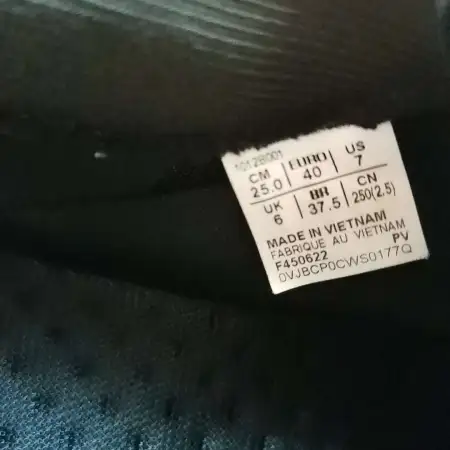 1012B001
CM EURO US
25.0 40 7
UK BR CN
6 37.5 250(2.5)
MADE IN VIETNAM
FABRIQUE AU VIETNAM
F450622 PV
0VJBCP0CWS0177Q